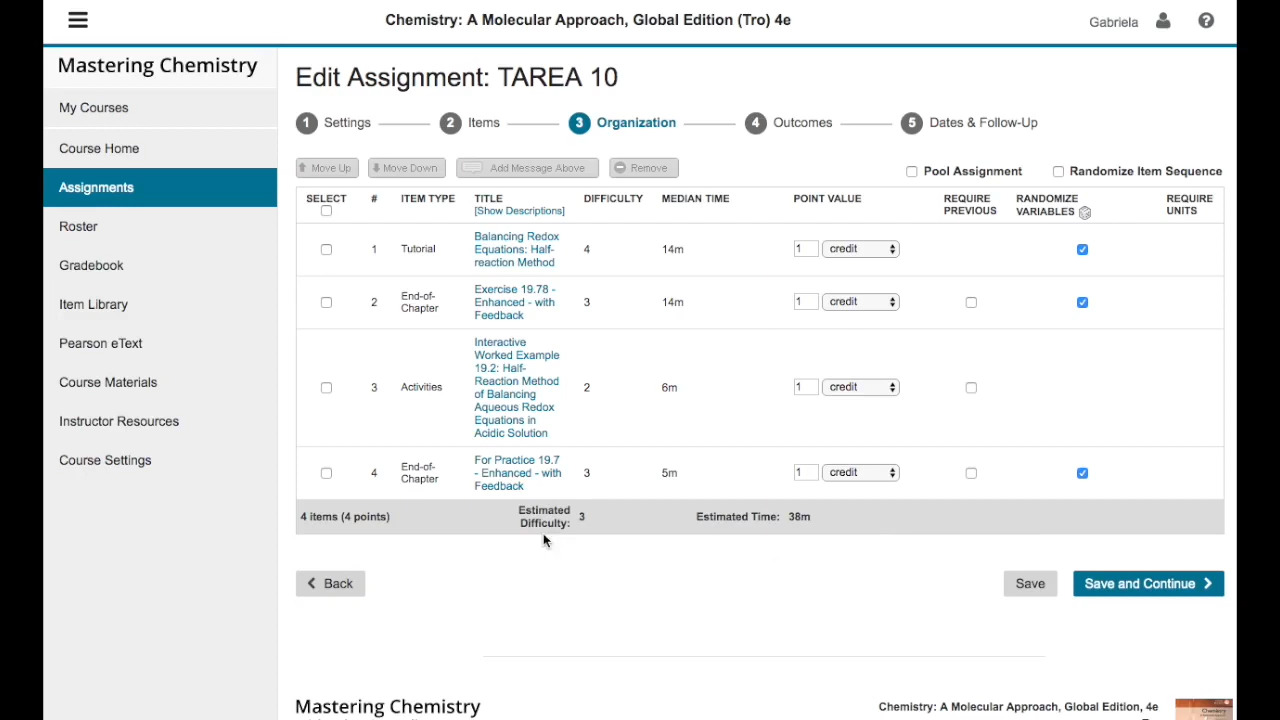 Chemistry: A Molecular Approach, Global Edition (Tro) 4e
Gabriela
Mastering Chemistry
My Courses
Course Home
Assignments
Roster
Gradebook
Item Library
Pearson eText
Course Materials
Instructor Resources
Course Settings
Edit Assignment: TAREA 10
1 Settings 2 Items 3 Organization 4 Outcomes 5 Dates & Follow-Up
Move Up Move Down Add Message Above Remove Pool Assignment Randomize Item Sequence
SELECT # ITEM TYPE TITLE DIFFICULTY MEDIAN TIME POINT VALUE REQUIRE RANDOMIZE REQUIRE
[Show Descriptions] PREVIOUS VARIABLES UNITS
Balancing Redox
1 Tutorial Equations: Half- 4 14m 1 credit
reaction Method
Exercise 19.78 -
2 End-of- Enhanced - with 3 14m 1 credit
Chapter Feedback
Interactive
Worked Example
19.2: Half-
3 Activities Reaction Method 2 6m 1 credit
of Balancing
Aqueous Redox
Equations in
Acidic Solution
For Practice 19.7
4 End-of- - Enhanced - with 3 5m 1 credit
Chapter Feedback
4 items (4 points) Estimated 3 Estimated Time: 38m
Difficulty:
Back Save Save and Continue
Mastering Chemistry
Chemistry: A Molecular Approach, Global Edition, 4e